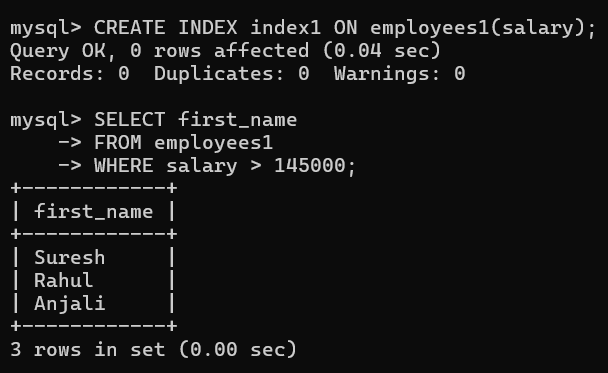 mysql> CREATE INDEX index1 ON employees1(salary);
Query OK, 0 rows affected (0.04 sec)
Records: 0  Duplicates: 0  Warnings: 0

mysql> SELECT first_name
    -> FROM employees1
    -> WHERE salary > 145000;
+------------+
| first_name |
+------------+
| Suresh     |
| Rahul      |
| Anjali     |
+------------+
3 rows in set (0.00 sec)